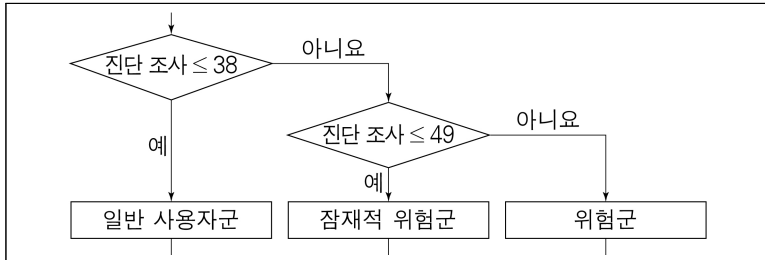 진단 조사 ≤ 38
아니요
예
진단 조사 ≤ 49
아니요
예
일반 사용자군
잠재적 위험군
위험군